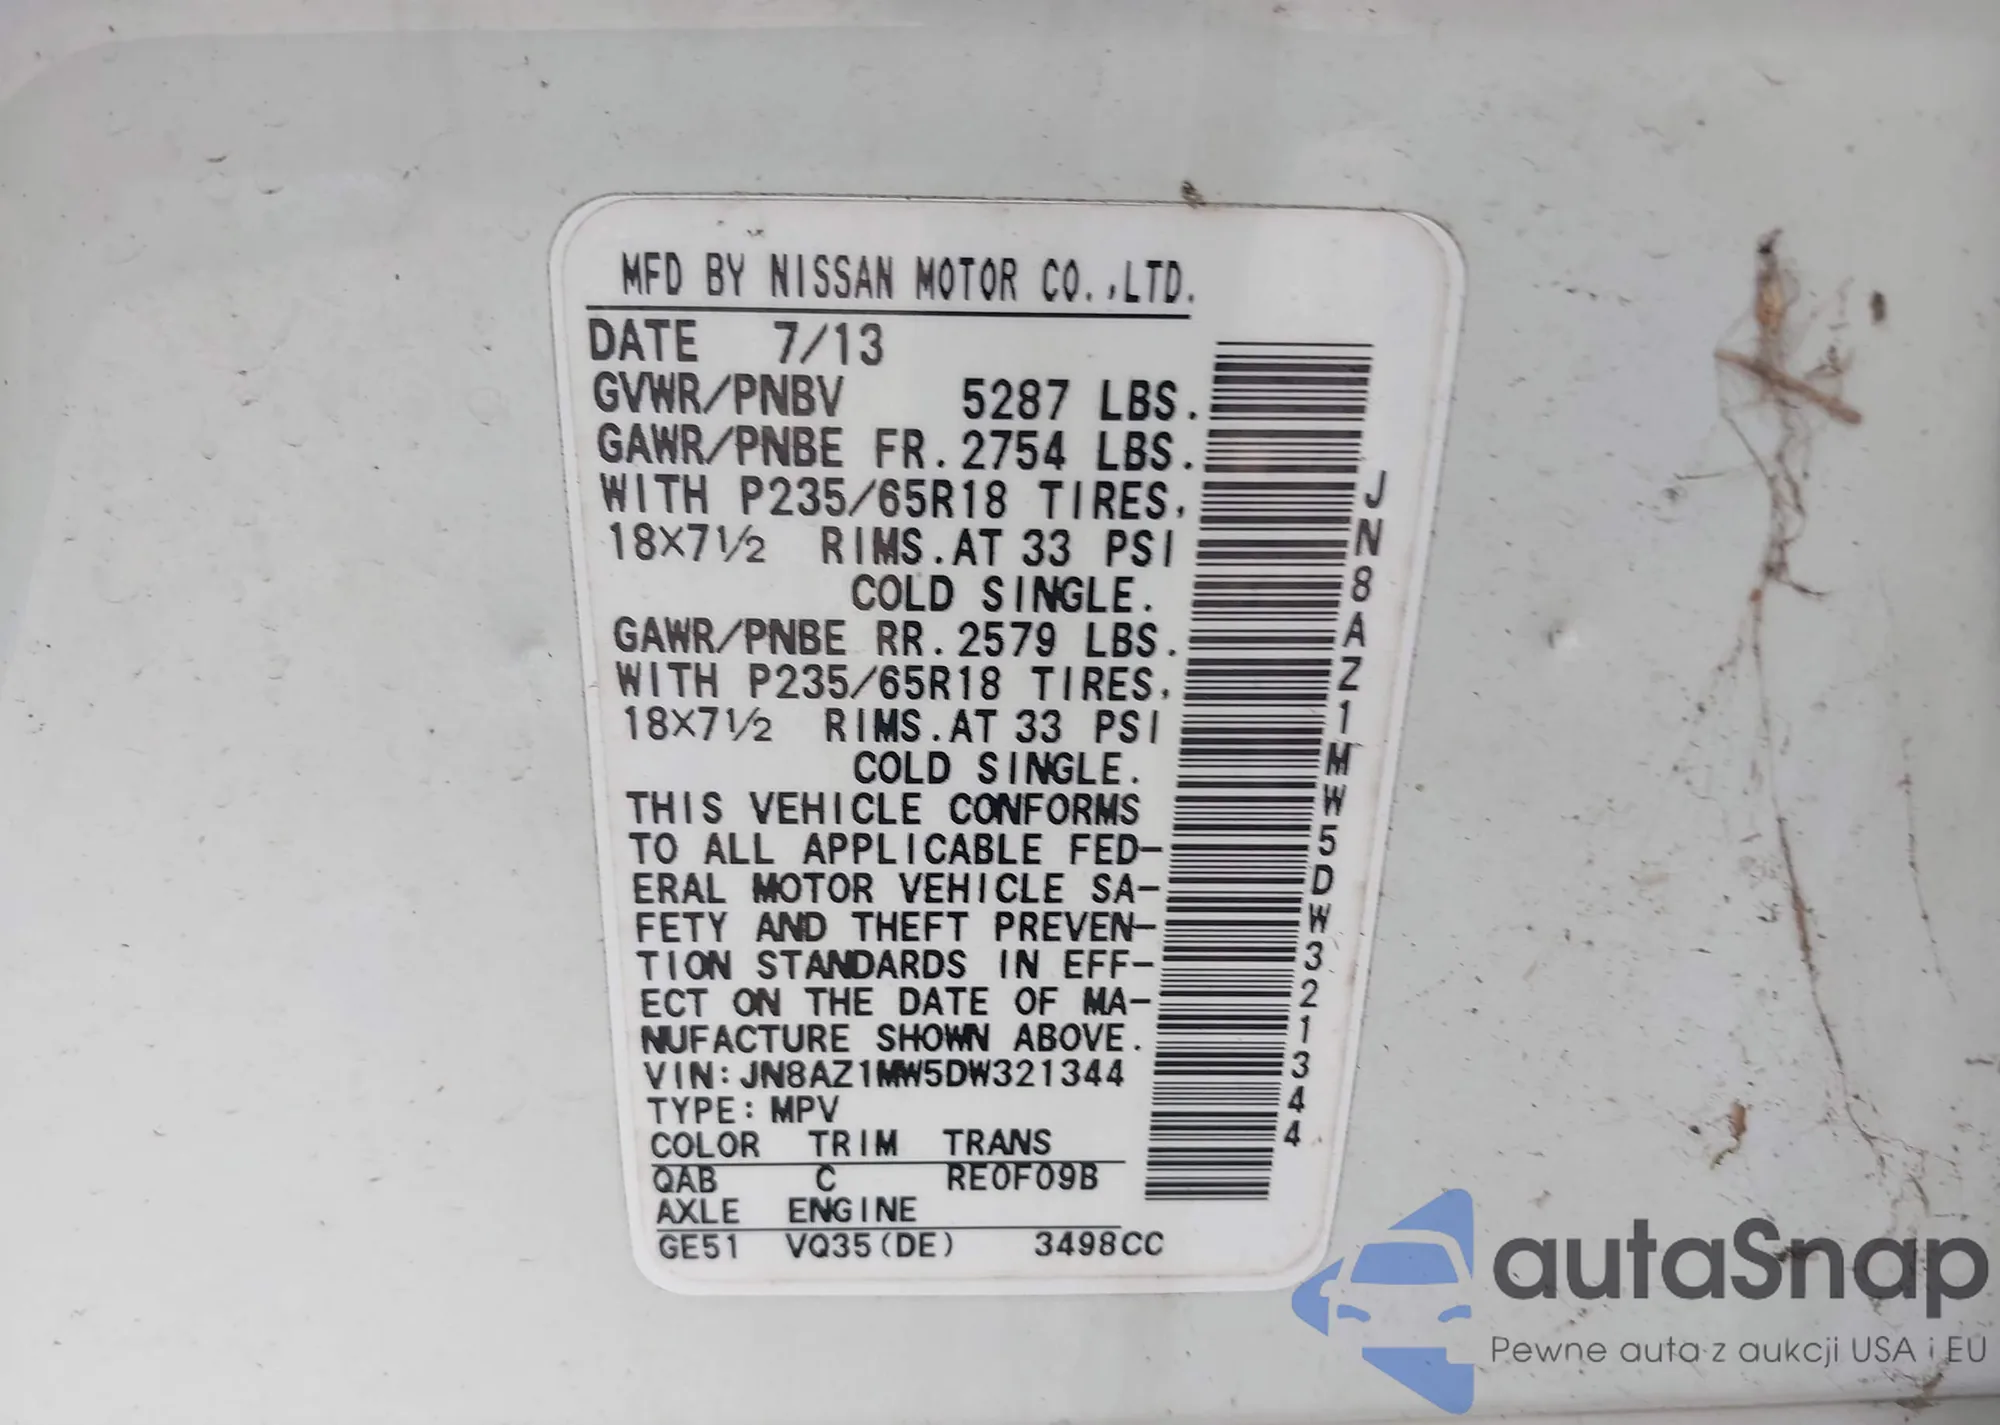 MFD BY NISSAN MOTOR CO.,LTD.
DATE 7/13
GVWR/PNBV 5287 LBS.
GAWR/PNBE FR. 2754 LBS.
WITH P235/65R18 TIRES,
18×7½ RIMS.AT 33 PSI
COLD SINGLE.
GAWR/PNBE RR. 2579 LBS.
WITH P235/65R18 TIRES,
18×7½ RIMS.AT 33 PSI
COLD SINGLE.
THIS VEHICLE CONFORMS
TO ALL APPLICABLE FED-
ERAL MOTOR VEHICLE SA-
FETY AND THEFT PREVEN-
TION STANDARDS IN EFF-
ECT ON THE DATE OF MA-
NUFACTURE SHOWN ABOVE.
VIN:JN8AZ1MW5DW321344
TYPE:MPV
COLOR TRIM TRANS
QAB C RE0F09B
AXLE ENGINE
GE51 VQ35(DE) 3498CC
JN8AZ1MW5DW321344
autaSnap
Pewne auta z aukcji USA i EU